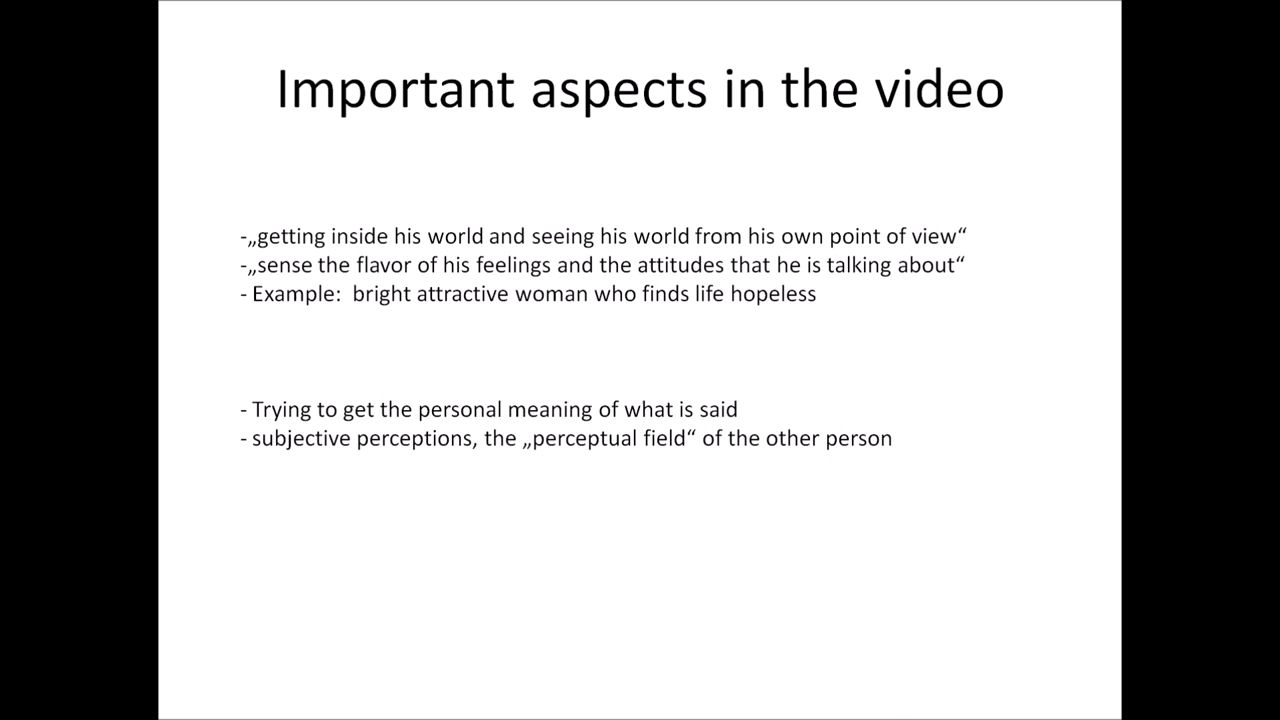 Important aspects in the video
-„getting inside his world and seeing his world from his own point of view“
-„sense the flavor of his feelings and the attitudes that he is talking about“
- Example:  bright attractive woman who finds life hopeless
- Trying to get the personal meaning of what is said
- subjective perceptions, the „perceptual field“ of the other person